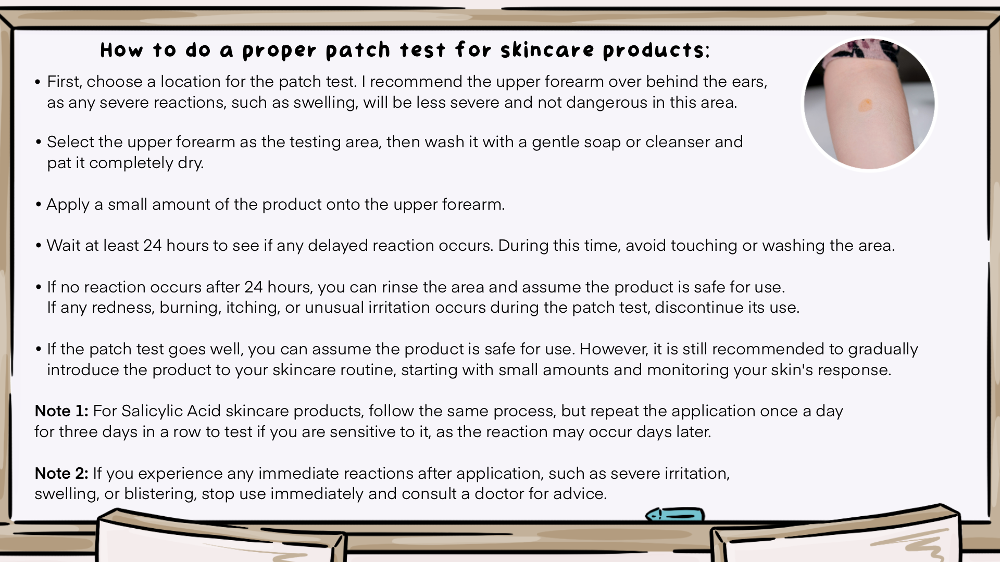 How to do a proper patch test for skincare products:
• First, choose a location for the patch test. I recommend the upper forearm over behind the ears,
as any severe reactions, such as swelling, will be less severe and not dangerous in this area.
• Select the upper forearm as the testing area, then wash it with a gentle soap or cleanser and
pat it completely dry.
• Apply a small amount of the product onto the upper forearm.
• Wait at least 24 hours to see if any delayed reaction occurs. During this time, avoid touching or washing the area.
• If no reaction occurs after 24 hours, you can rinse the area and assume the product is safe for use.
If any redness, burning, itching, or unusual irritation occurs during the patch test, discontinue its use.
• If the patch test goes well, you can assume the product is safe for use. However, it is still recommended to gradually
introduce the product to your skincare routine, starting with small amounts and monitoring your skin's response.
Note 1: For Salicylic Acid skincare products, follow the same process, but repeat the application once a day
for three days in a row to test if you are sensitive to it, as the reaction may occur days later.
Note 2: If you experience any immediate reactions after application, such as severe irritation,
swelling, or blistering, stop use immediately and consult a doctor for advice.